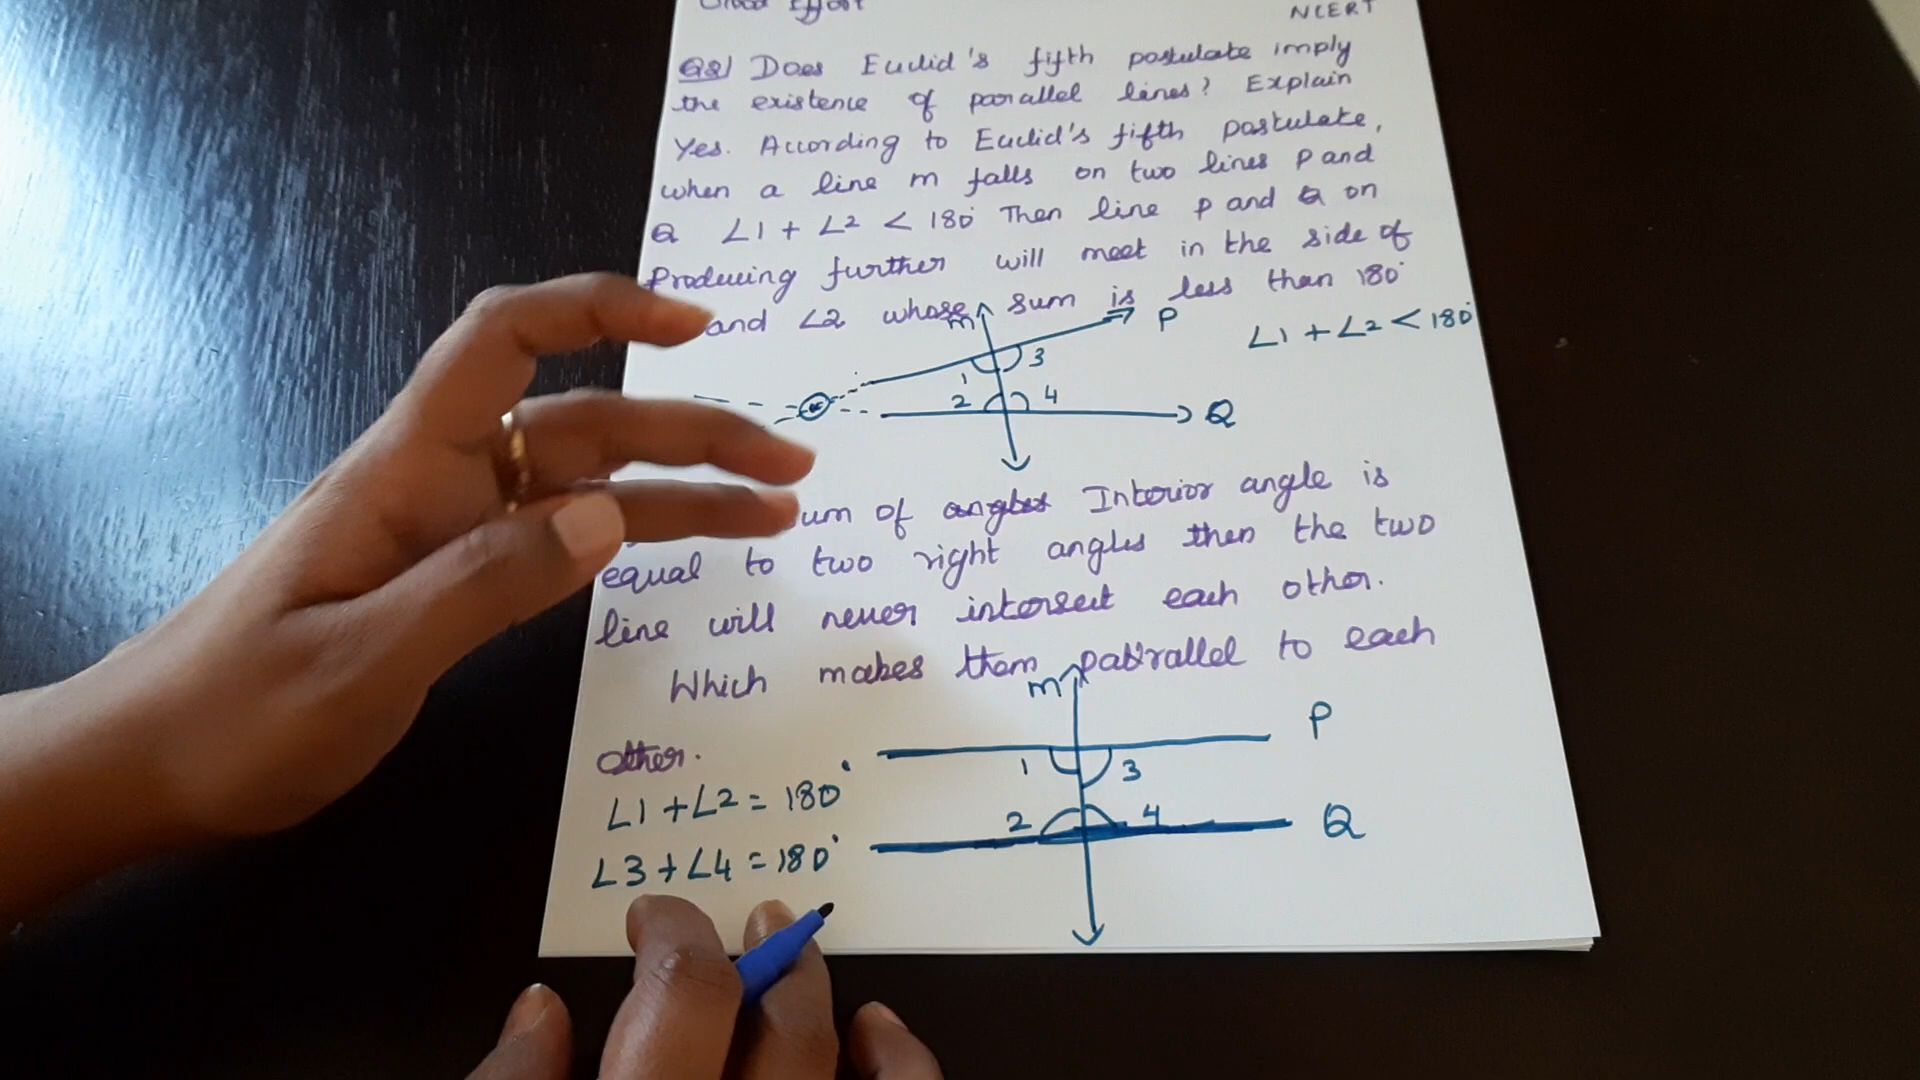 NCERT
Q2) Does Euclid's fifth postulate imply
the existence of parallel lines? Explain
Yes. According to Euclid's fifth postulate,
when a line m falls on two lines P and
Q ∠1 + ∠2 < 180° Then line P and Q on
Producing further will meet in the side of
and ∠2 whose sum is less than 180°
m P ∠1 + ∠2 < 180°
1 3
2 4 Q
of Interior angle is
equal to two right angles then the two
line will never intersect each other.
Which makes them parallel to each
other.
m P
∠1 + ∠2 = 180° 1 3
2 4 Q
∠3 + ∠4 = 180°